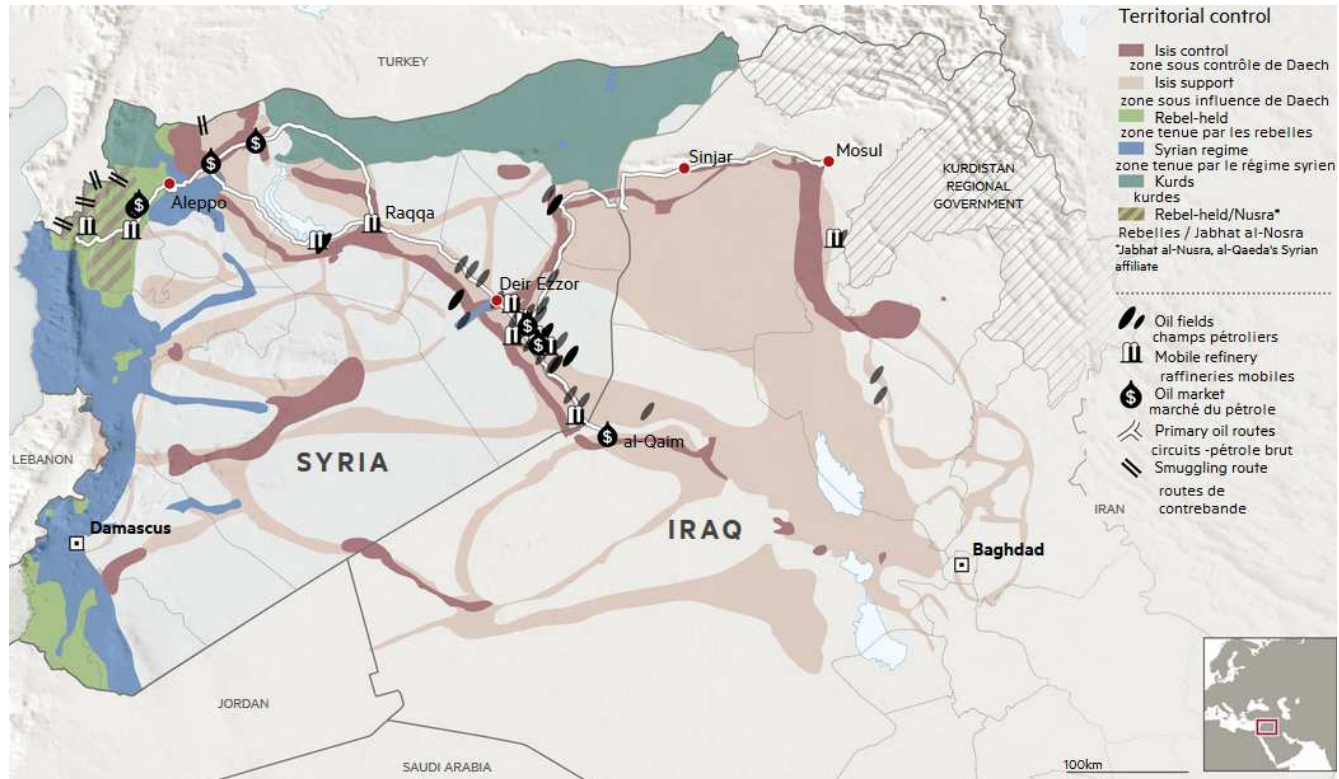 TURKEY
Aleppo
Raqqa
Sinjar
Mosul
KURDISTAN
REGIONAL
GOVERNMENT
Deir Ezzor
al-Qaim
SYRIA
LEBANON
Damascus
IRAQ
Baghdad
IRAN
JORDAN
SAUDI ARABIA
100km
Territorial control
Isis control
zone sous contrôle de Daech
Isis support
zone sous influence de Daech
Rebel-held
zone tenue par les rebelles
Syrian regime
zone tenue par le régime syrien
Kurds
kurdes
Rebel-held/Nusra*
Rebelles / Jabhat al-Nosra
*Jabhat al-Nusra, al-Qaeda's Syrian
affiliate
Oil fields
champs pétroliers
Mobile refinery
raffineries mobiles
$ Oil market
marché du pétrole
Primary oil routes
circuits -pétrole brut
Smuggling route
routes de
contrebande